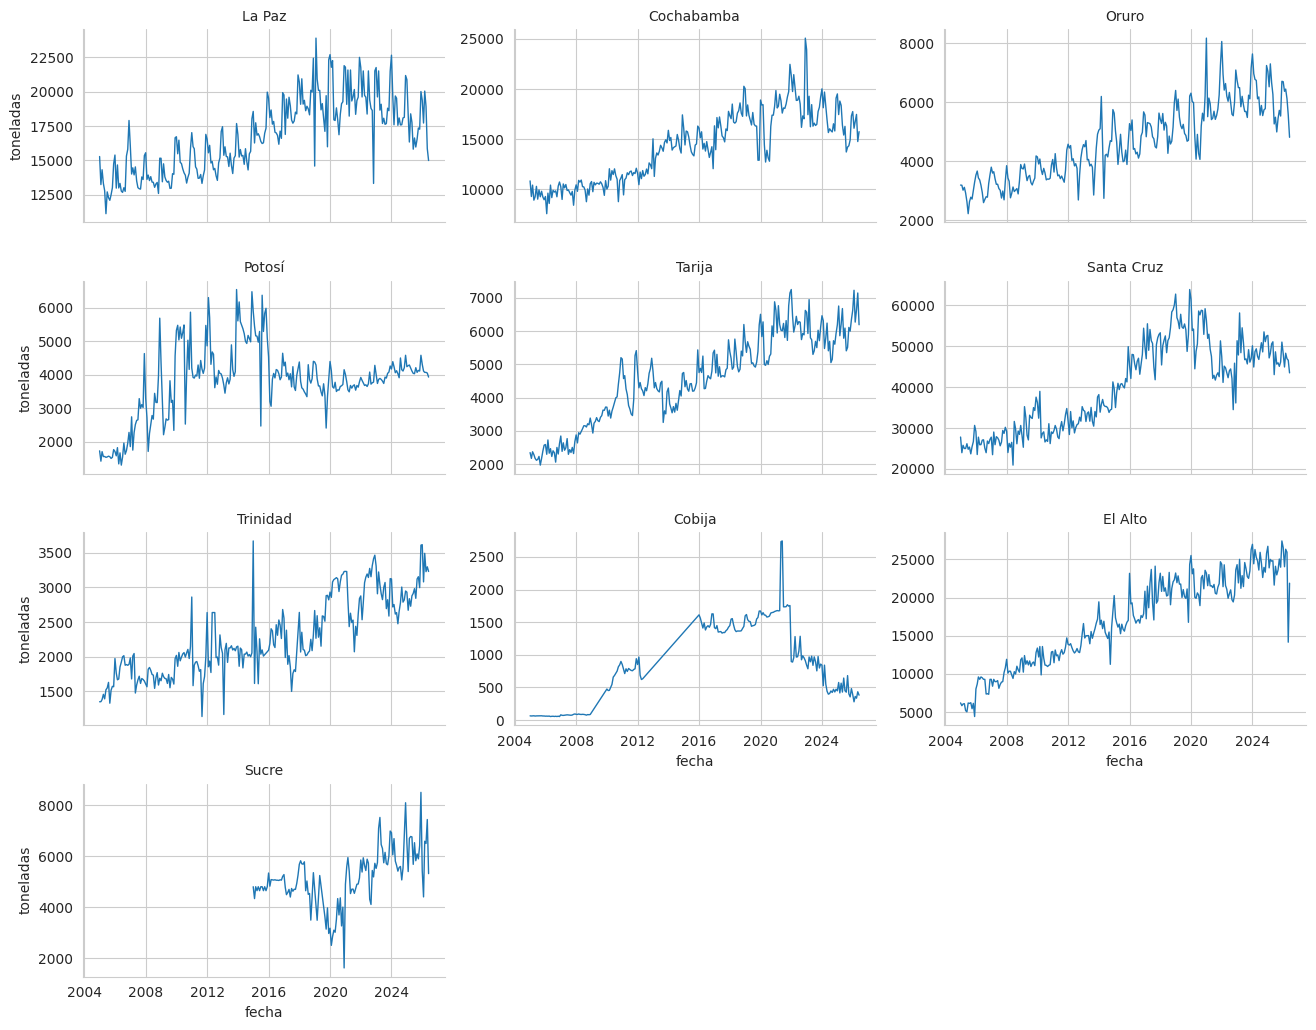 La Paz
Cochabamba
Oruro
22500
20000
17500
15000
12500
toneladas
25000
20000
15000
10000
8000
6000
4000
2000
Potosí
Tarija
Santa Cruz
6000
5000
4000
3000
2000
toneladas
7000
6000
5000
4000
3000
2000
60000
50000
40000
30000
20000
Trinidad
Cobija
El Alto
3500
3000
2500
2000
1500
2500
2000
1500
1000
500
0
2004 2008 2012 2016 2020 2024
fecha
25000
20000
15000
10000
5000
2004 2008 2012 2016 2020 2024
fecha
Sucre
8000
6000
4000
2000
toneladas
2004 2008 2012 2016 2020 2024
fecha